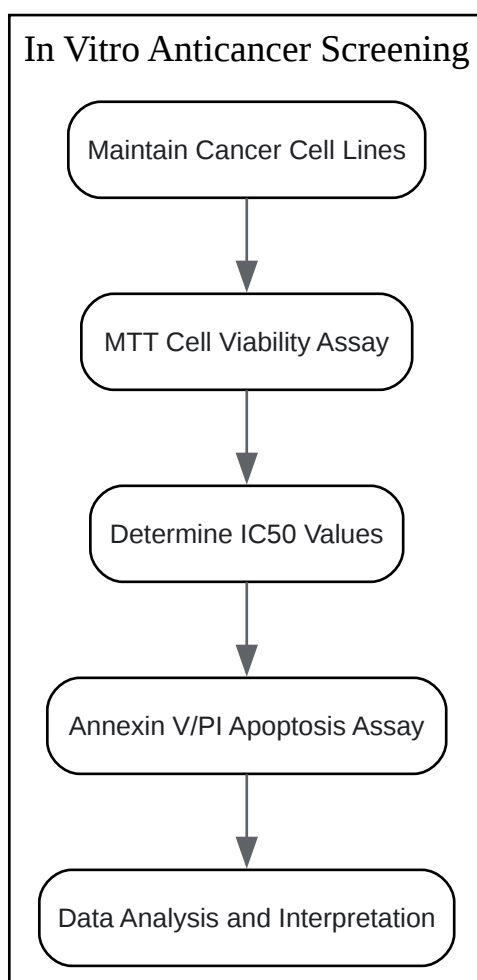 In Vitro Anticancer Screening
Maintain Cancer Cell Lines
MTT Cell Viability Assay
Determine IC50 Values
Annexin V/PI Apoptosis Assay
Data Analysis and Interpretation